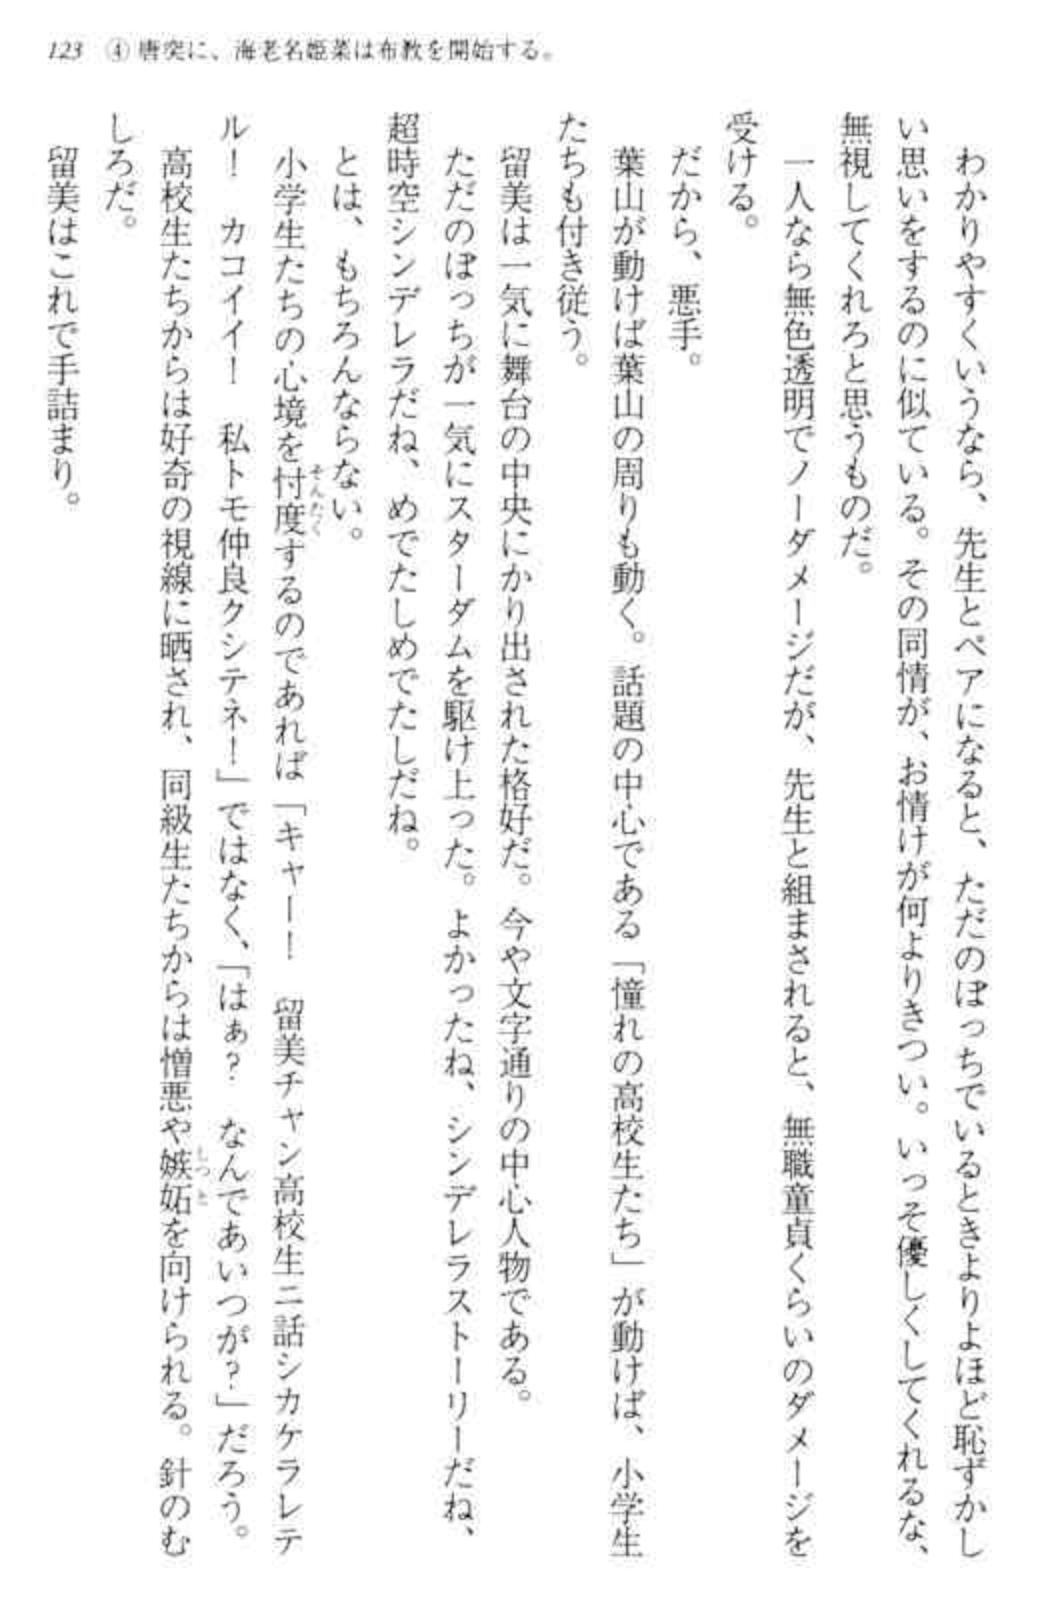 123 ④ 唐突に、海老名姫菜は布教を開始する。
わかりやすくいうなら、先生とペアになると、ただのぼっちでいるときよりよほど恥ずかし
い思いをするのに似ている。その同情が、お情けが何よりきつい。いっそ優しくしてくれるな、
無視してくれろと思うものだ。
一人なら無色透明でノーダメージだが、先生と組まされると、無職童貞くらいのダメージを
受ける。
だから、悪手。
葉山が動けば葉山の周りも動く。話題の中心である「憧れの高校生たち」が動けば、小学生
たちも付き従う。
留美は一気に舞台の中央にかり出された格好だ。今や文字通りの中心人物である。
ただのぼっちが一気にスターダムを駆け上った。よかったね、シンデレラストーリーだね、
超時空シンデレラだね、めでたしめでたしだね。
とは、もちろんならない。
小学生たちの心境を忖度そんたくするのであれば「キャー！　留美チャン高校生ニ話シカケラレテ
ル！　カコイイ！　私トモ仲良クシテネ！」ではなく、「はぁ？　なんであいつが？」だろう。
高校生たちからは好奇の視線に晒され、同級生たちからは憎悪や嫉妬しっとを向けられる。針のむ
しろだ。
留美はこれで手詰まり。